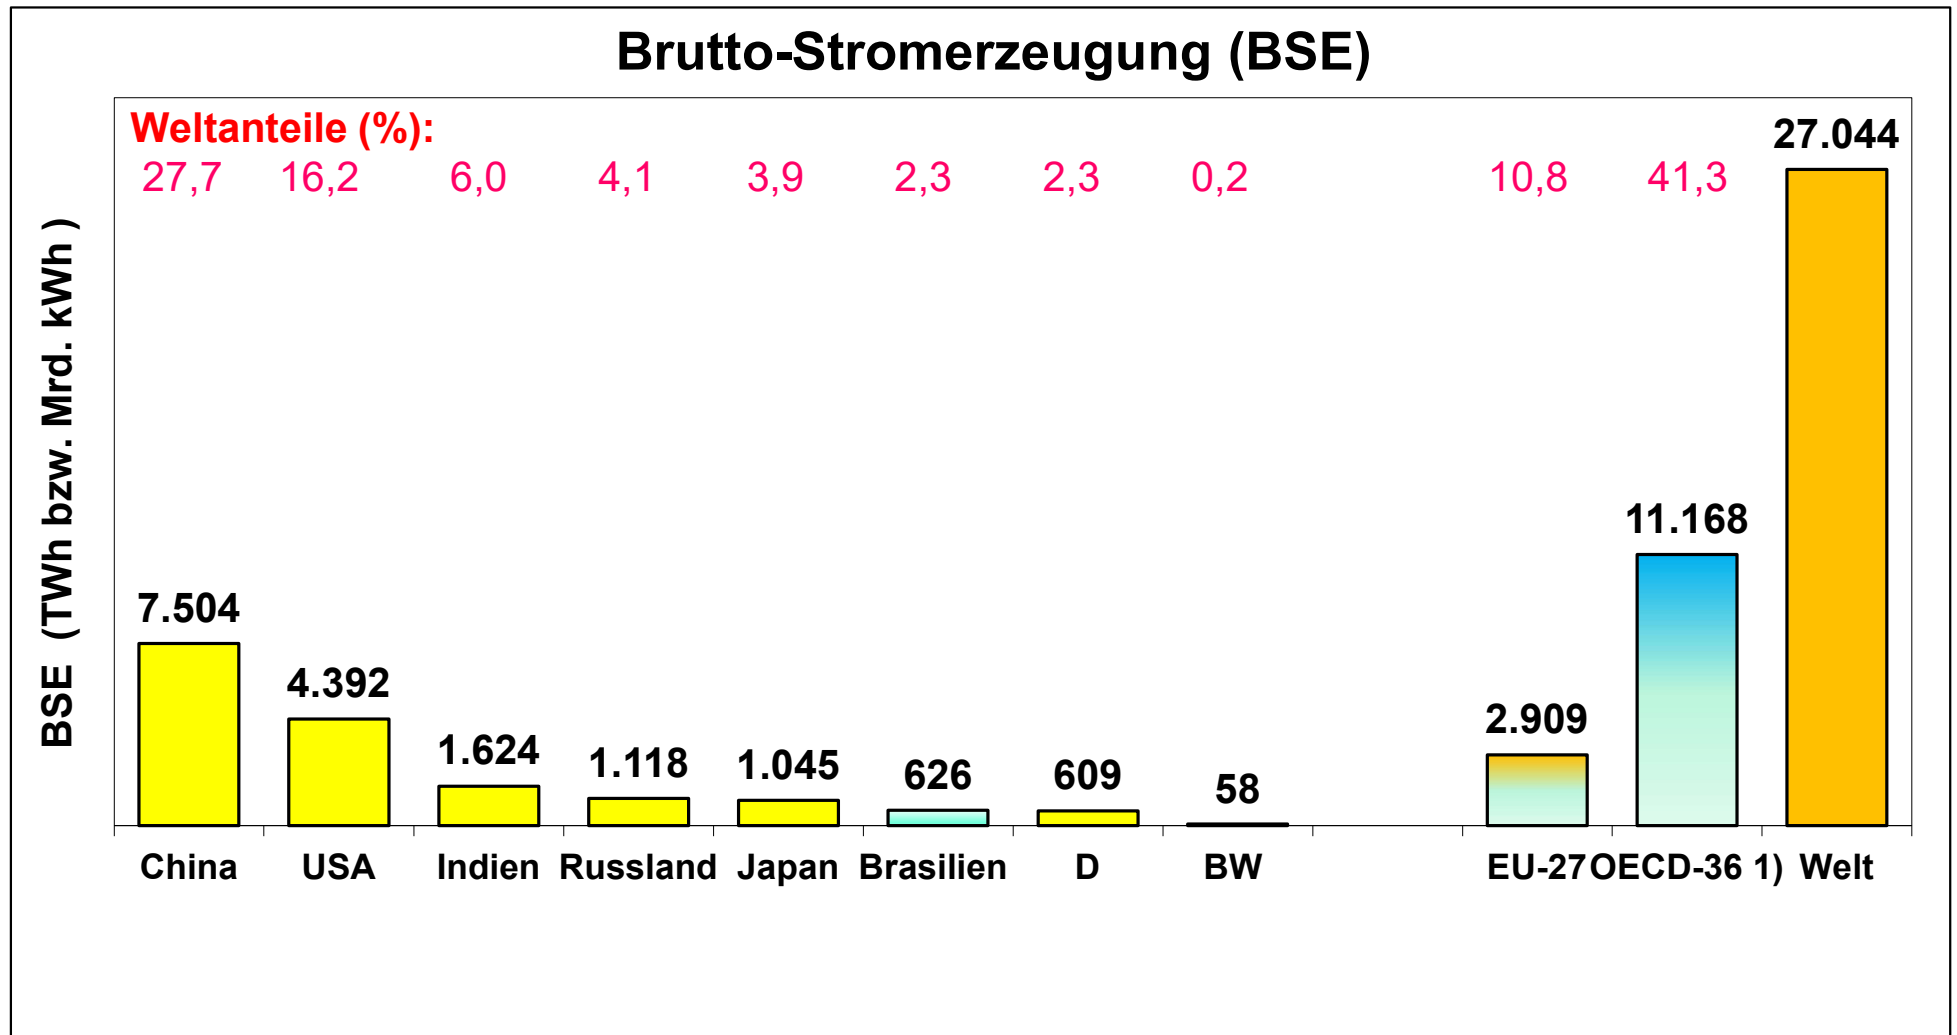 Brutto-Stromerzeugung (BSE)
Weltanteile (%):
27,7 16,2 6,0 4,1 3,9 2,3 2,3 0,2 10,8 41,3
27.044
11.168
7.504
4.392
1.624
1.118
1.045
626
609
58
2.909
BSE (TWh bzw. Mrd. kWh )
China USA Indien Russland Japan Brasilien D BW EU-27 OECD-36 1) Welt